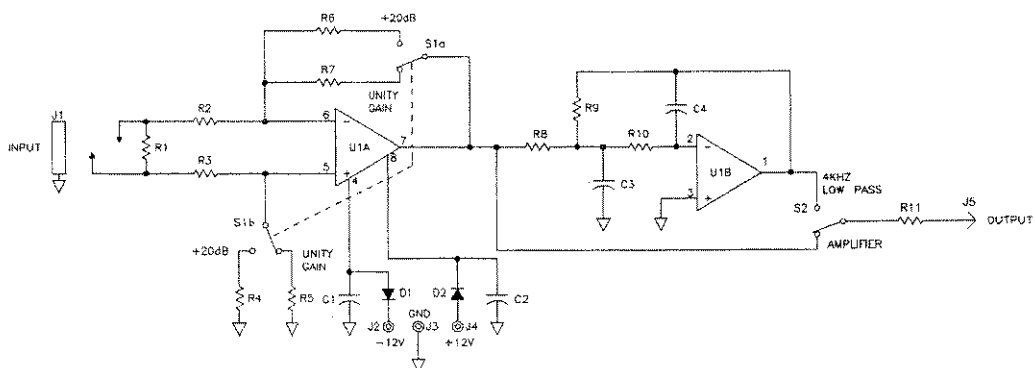 R6
+20dB
S1a
R7
UNITY
GAIN
J1
INPUT
R2
R1
R3
6
5
U1A
7
8
4
R9
C4
R8
R10
2
3
U1B
1
C3
4KHZ
LOW PASS
S2
R11
J5
OUTPUT
AMPLIFIER
S1b
+20dB
UNITY
GAIN
R4
R5
C1
D1
GND
D2
C2
J2
J3
J4
-12V
+12V